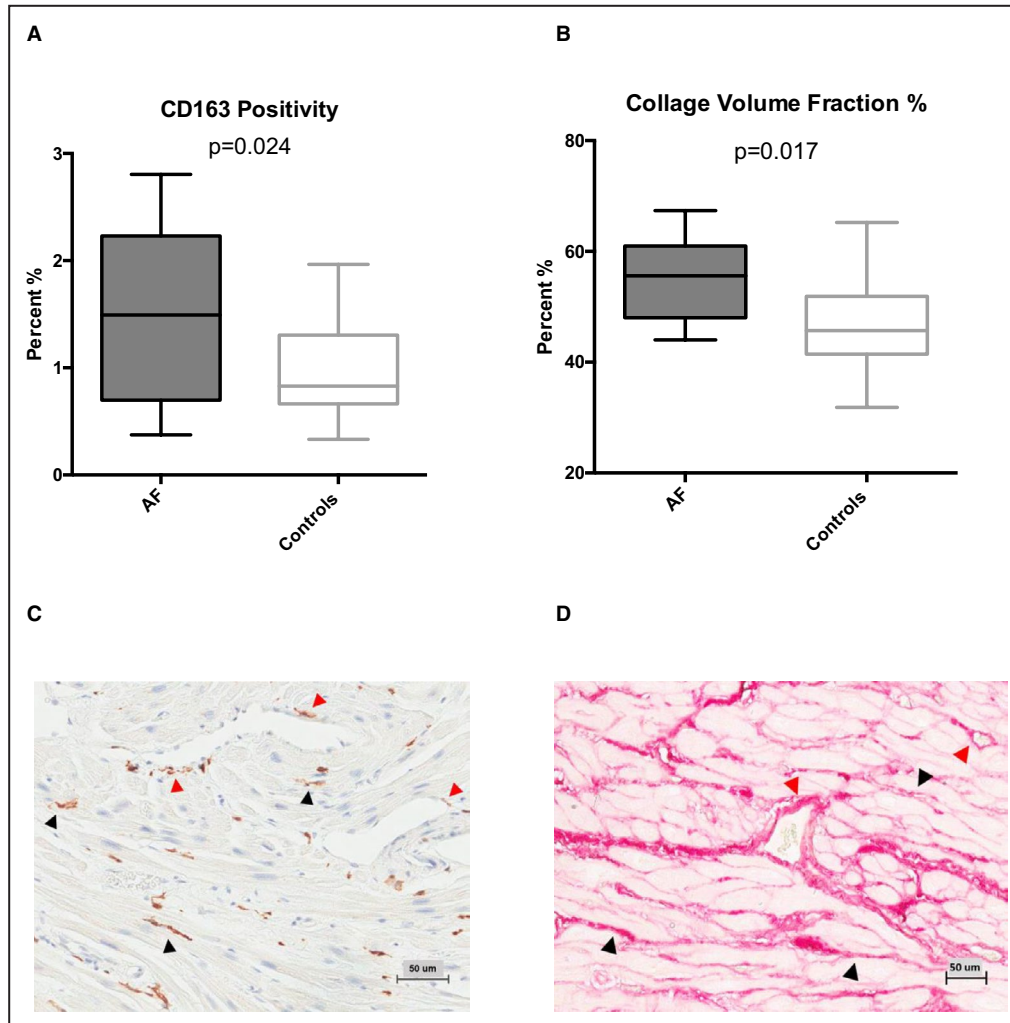 A
B
CD163 Positivity
p=0.024
Percent %
3
2
1
0
AF
Controls
Collage Volume Fraction %
p=0.017
Percent %
80
60
40
20
AF
Controls
C
D
50 um
50 um